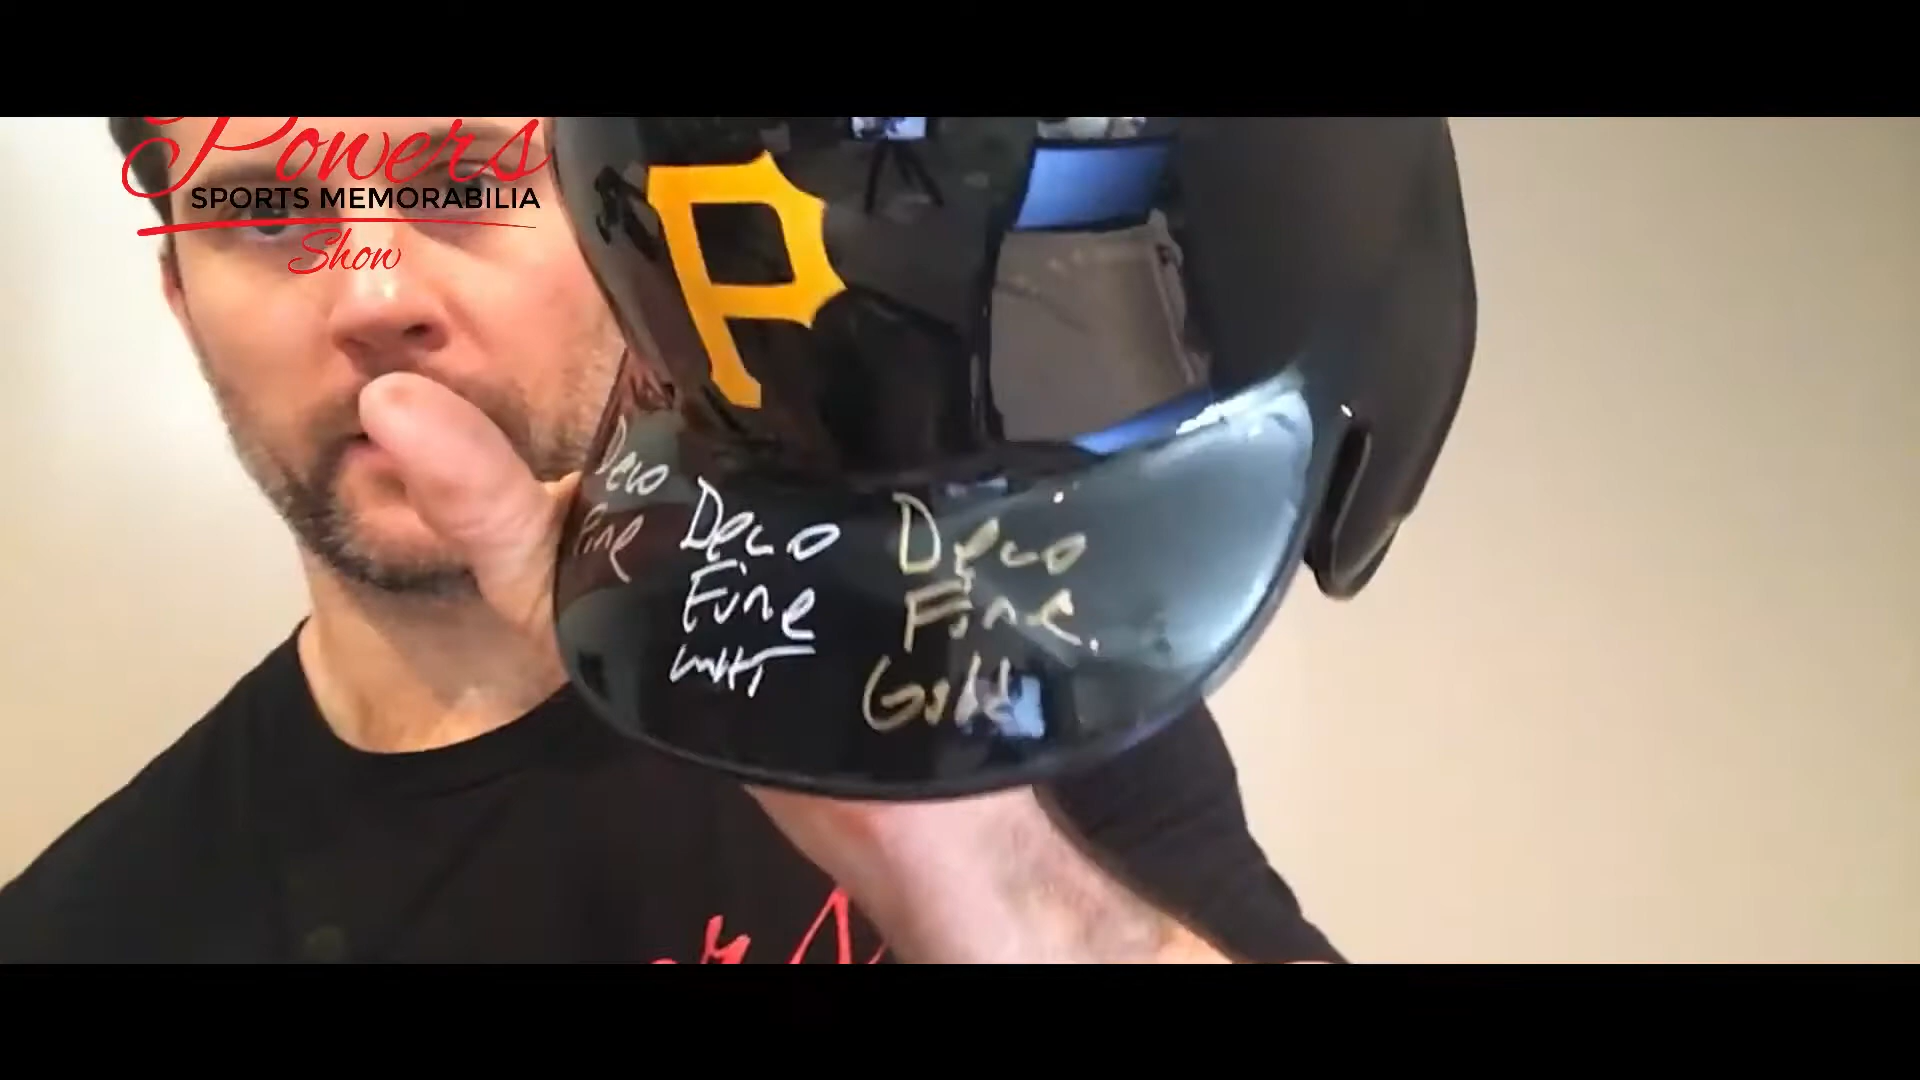 Powers
SPORTS MEMORABILIA
Show
P
Deco
Fine
Deco
Fine
Deco
Fine
Gold